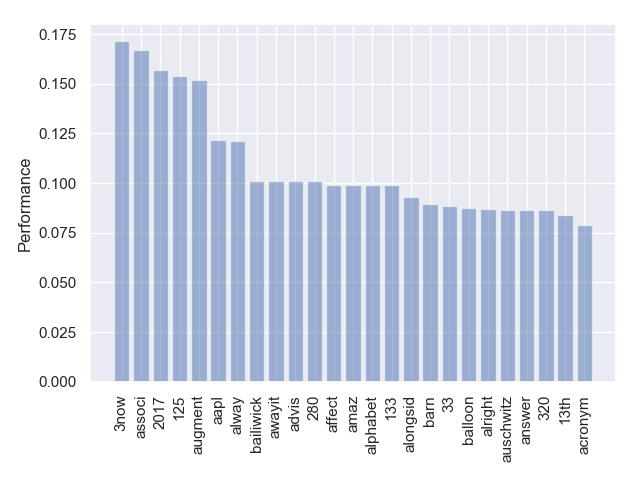 0.175
0.150
0.125
0.100
0.075
0.050
0.025
0.000
Performance
3now
associ
2017
125
augment
aapl
alway
bailiwick
awayit
advis
280
affect
amaz
alphabet
133
alongsid
barn
33
balloon
alright
auschwitz
answer
320
13th
acronym